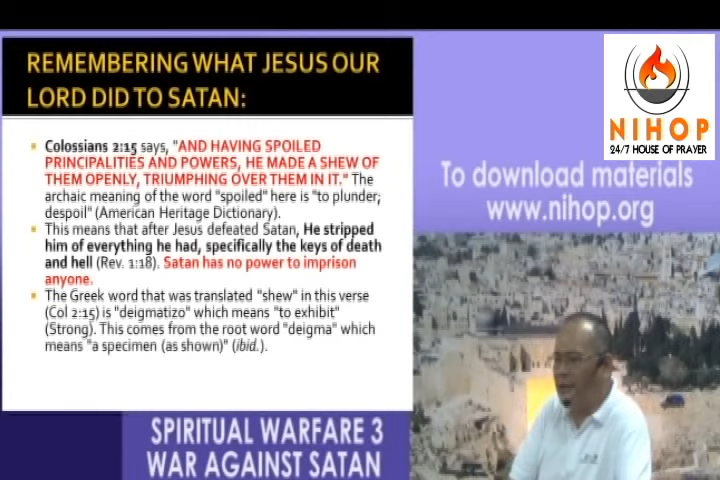 REMEMBERING WHAT JESUS OUR
LORD DID TO SATAN:
Colossians 2:15 says, "AND HAVING SPOILED
PRINCIPALITIES AND POWERS, HE MADE A SHEW OF
THEM OPENLY, TRIUMPHING OVER THEM IN IT." The
archaic meaning of the word "spoiled" here is "to plunder;
despoil" (American Heritage Dictionary).
This means that after Jesus defeated Satan, He stripped
him of everything he had, specifically the keys of death
and hell (Rev. 1:18). Satan has no power to imprison
anyone.
The Greek word that was translated "shew" in this verse
(Col 2:15) is "deigmatizo" which means "to exhibit"
(Strong). This comes from the root word "deigma" which
means "a specimen (as shown)" (ibid.).
NIHOP
24/7 HOUSE OF PRAYER
To download materials
www.nihop.org
SPIRITUAL WARFARE 3
WAR AGAINST SATAN